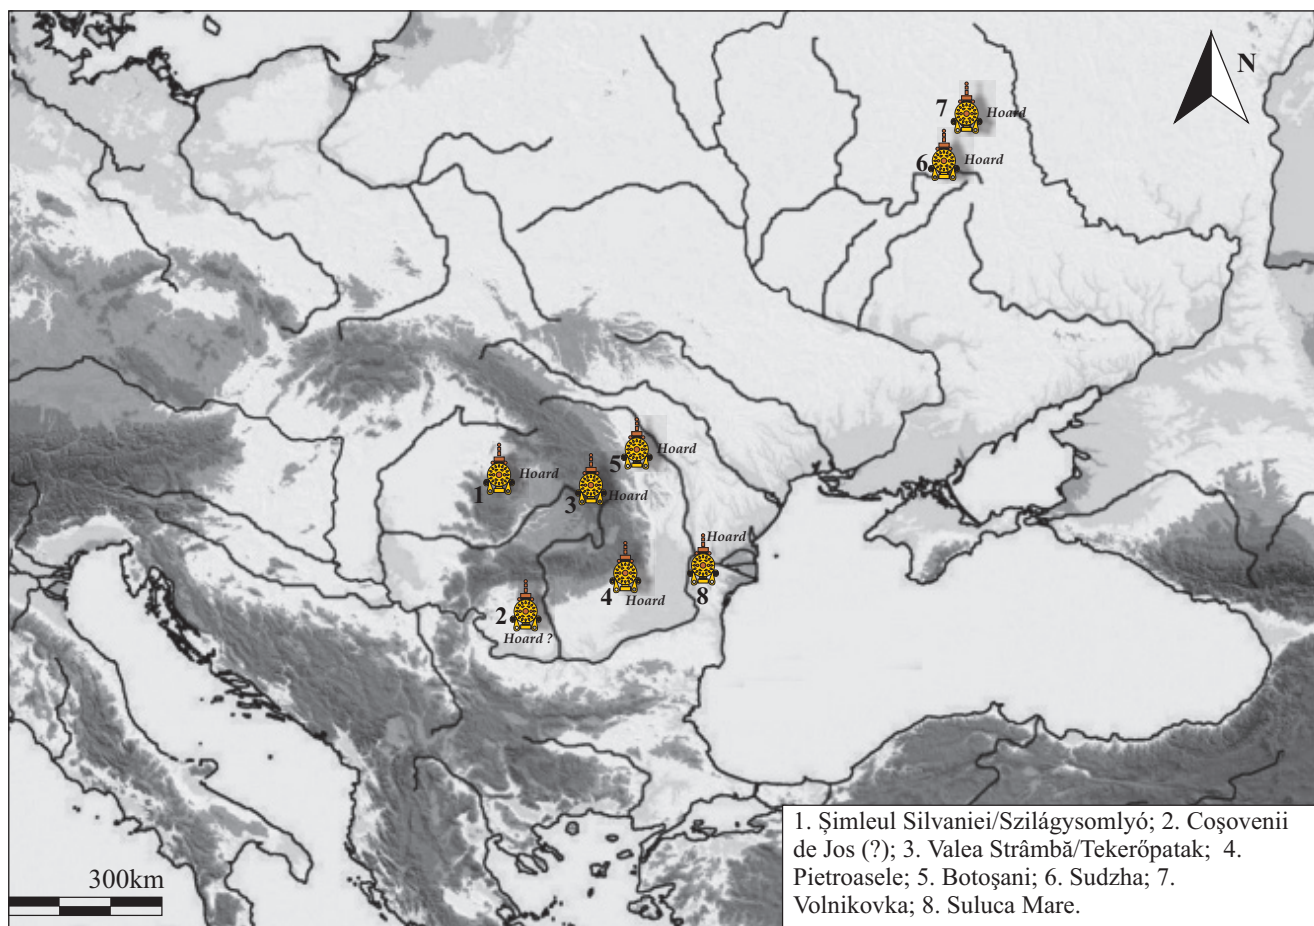 N
7
Hoard
6
Hoard
5
Hoard
1
Hoard
3
Hoard
Hoard
8
4
Hoard
2
Hoard ?
300km
1. Șimleul Silvaniei/Szilágysomlyó; 2. Coşovenii
de Jos (?); 3. Valea Strâmbă/Tekerőpatak; 4.
Pietroasele; 5. Botoşani; 6. Sudzha; 7.
Volnikovka; 8. Suluca Mare.